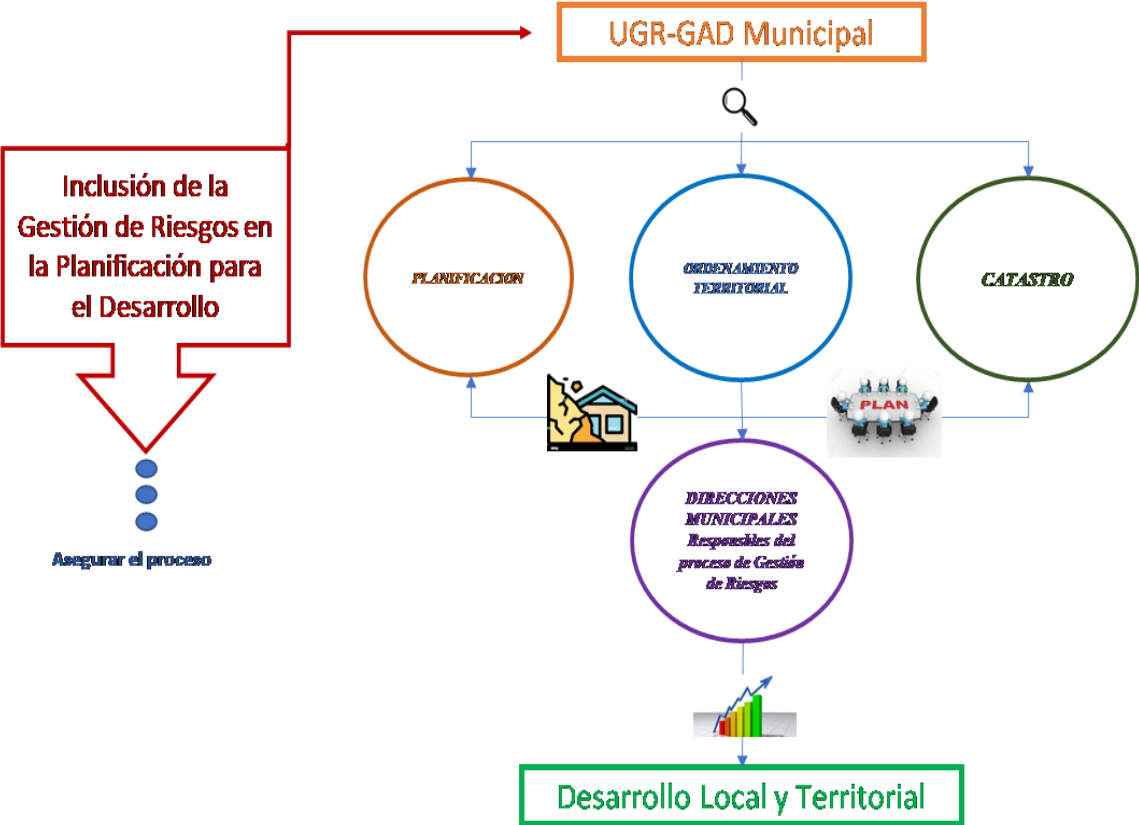 UGR-GAD Municipal
Inclusión de la
Gestión de Riesgos en
la Planificación para
el Desarrollo
Asegurar el proceso
PLANIFICACION
ORDENAMIENTO
TERRITORIAL
CATASTRO
PLAN
DIRECCIONES
MUNICIPALES
Responsbles del
proceso de Gestión
de Riesgos
Desarrollo Local y Territorial